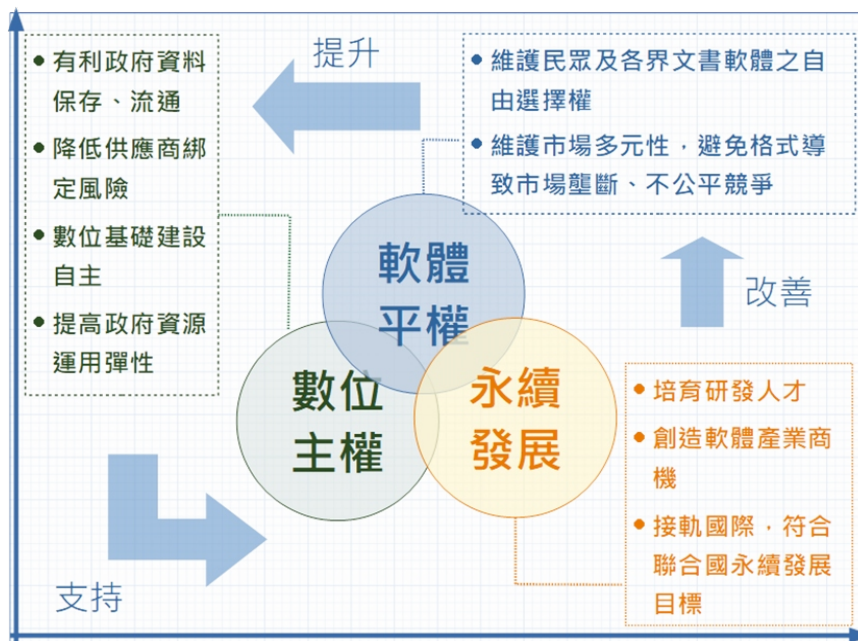 提升
• 有利政府資料
保存、流通
• 降低供應商綁
定風險
• 數位基礎建設
自主
• 提高政府資源
運用彈性
• 維護民眾及各界文書軟體之自
由選擇權
• 維護市場多元性，避免格式導
致市場壟斷、不公平競爭
軟體
平權
數位
主權
永續
發展
改善
• 培育研發人才
• 創造軟體產業商
機
• 接軌國際，符合
聯合國永續發展
目標
支持